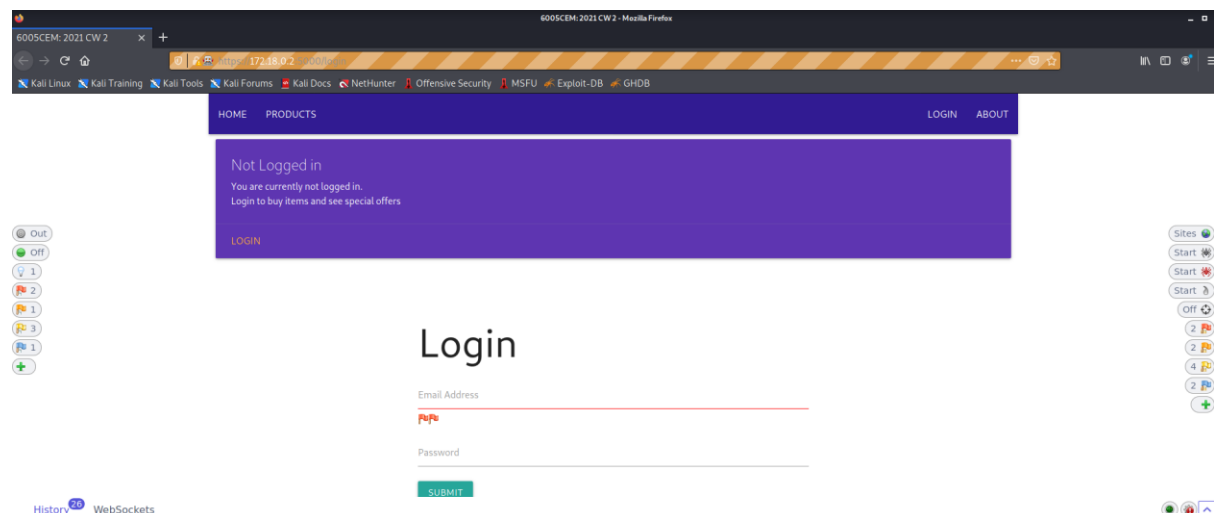 6005CEM: 2021 CW 2 - Mozilla Firefox
6005CEM: 2021 CW 2
https://172.18.0.2:5000/login
Kali Linux Kali Training Kali Tools Kali Forums Kali Docs NetHunter Offensive Security MSFU Exploit-DB GHDB
HOME PRODUCTS LOGIN ABOUT
Not Logged in
You are currently not logged in.
Login to buy items and see special offers
LOGIN
Out
Off
1
2
1
3
1
Sites
Start
Start
Start
Off
2
2
4
2
Login
Email Address
Password
SUBMIT
History 26 WebSockets